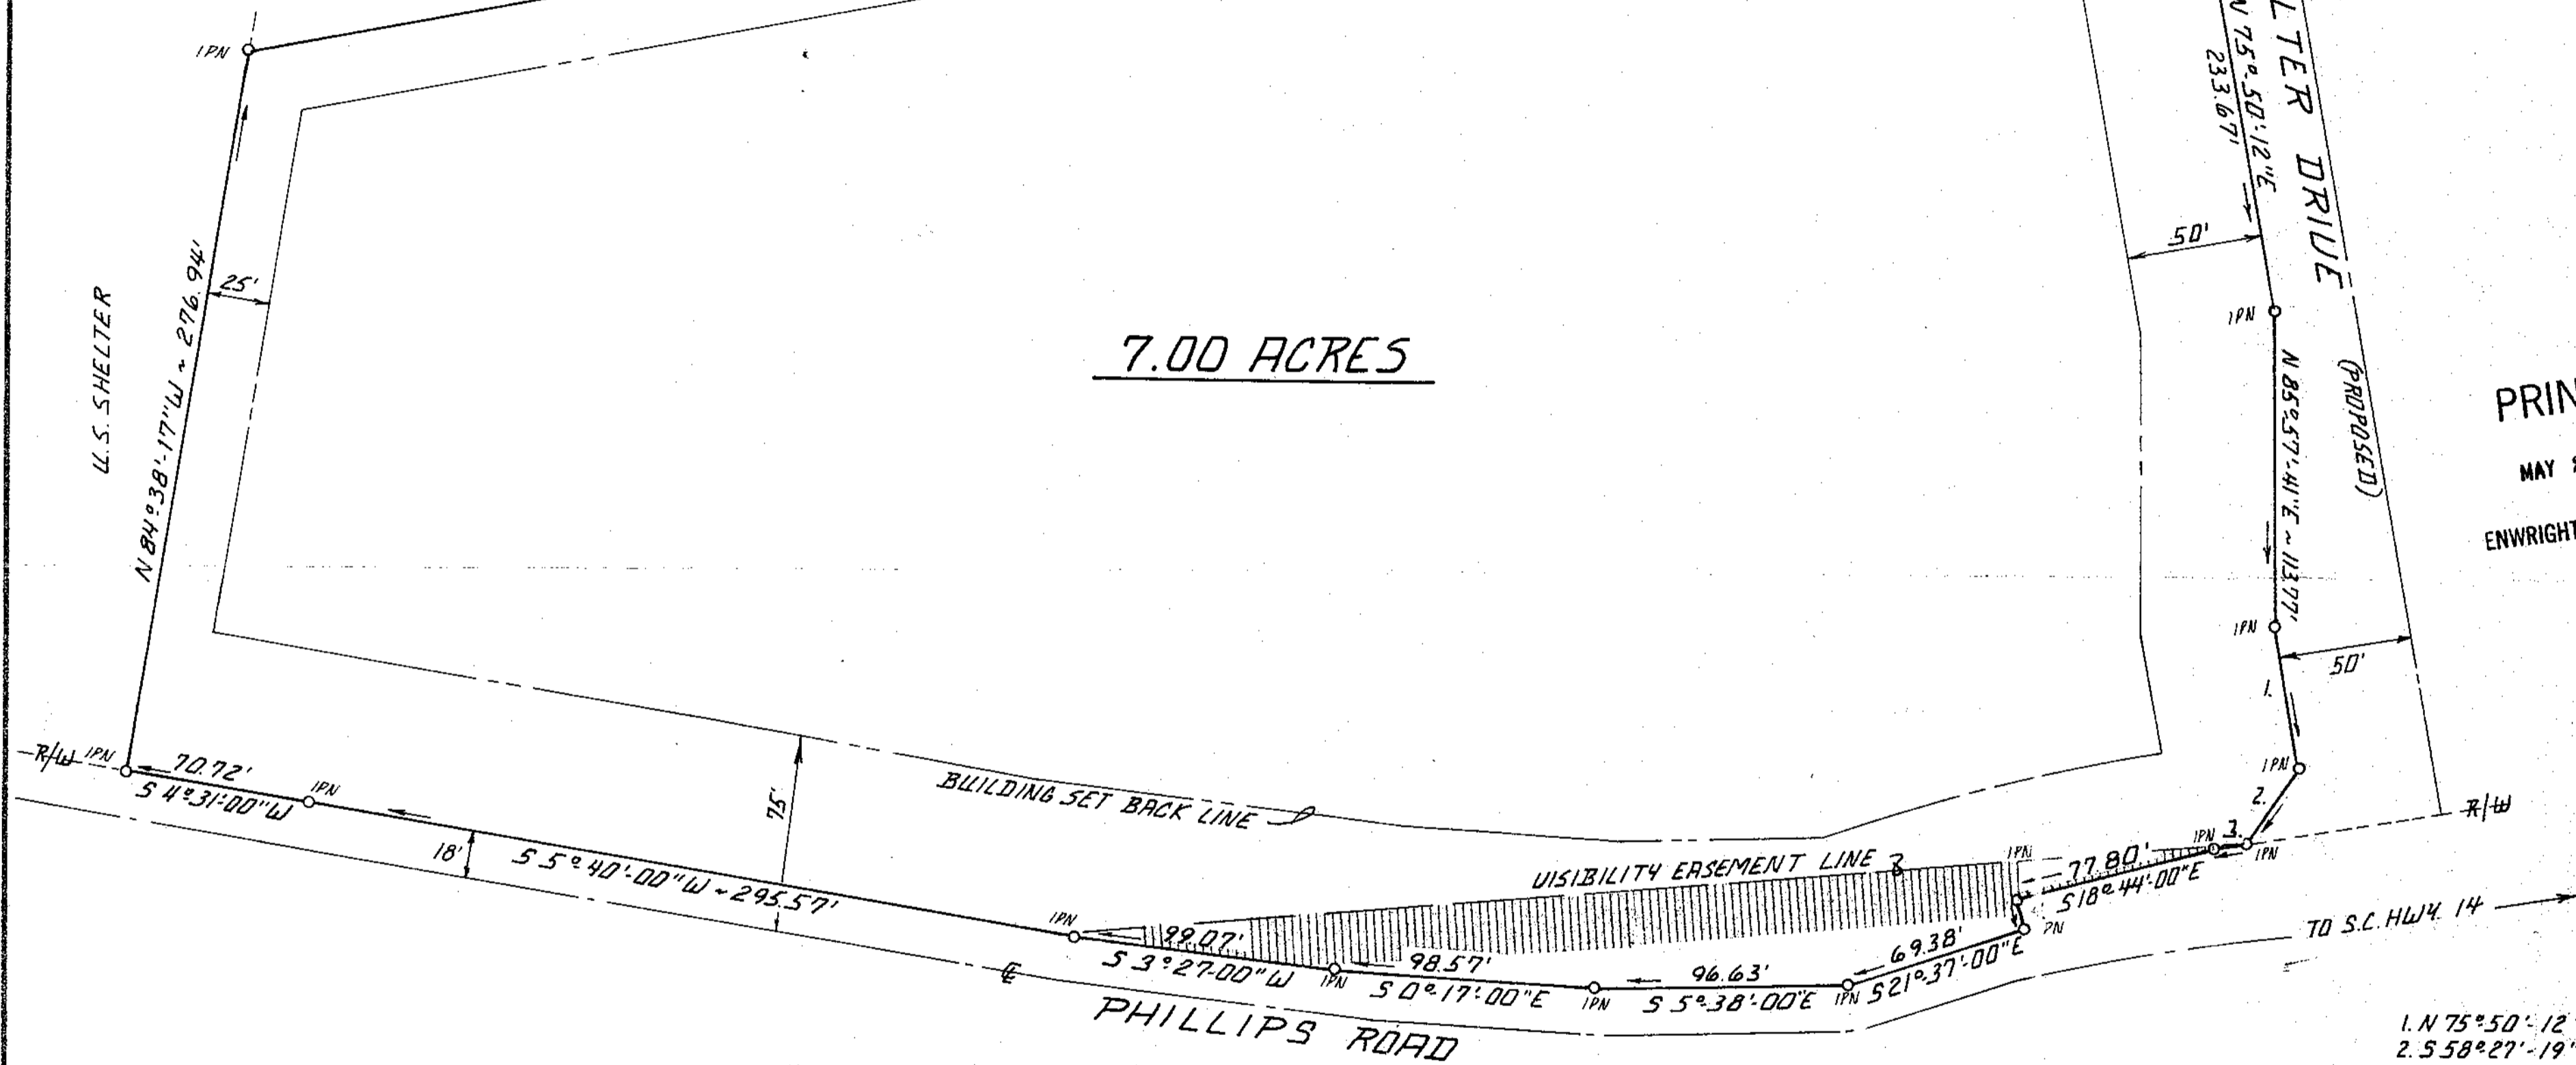 IPN
N 75°-50'-12"E
233.67'
LTER DRIVE
(PROPOSED)
50'
IPN
N 85°-57'-41"E ~ 113.77'
IPN
50'
1.
IPN
2.
R/W
3.
IPN
IPN
25'
U.S. SHELTER
N 84°-38'-17"W ~ 276.94'
7.00 ACRES
PRIN
MAY
ENWRIGHT
R/W IPN
70.72'
S 4°-31'-00"W
IPN
18'
S 5°-40'-00"W ~ 295.57'
75'
BUILDING SET BACK LINE
VISIBILITY EASEMENT LINE
IPN
77.80'
S 18°-44'-00"E
PN
IPN
99.07'
S 3°-27'-00"W
IPN
98.57'
S 0°-17'-00"E
IPN
96.63'
S 5°-38'-00"E
IPN
69.38'
S 21°-37'-00"E
TO S.C. HWY. 14
℄
PHILLIPS ROAD
1. N 75°50'-12
2. S 58°-27'-19"